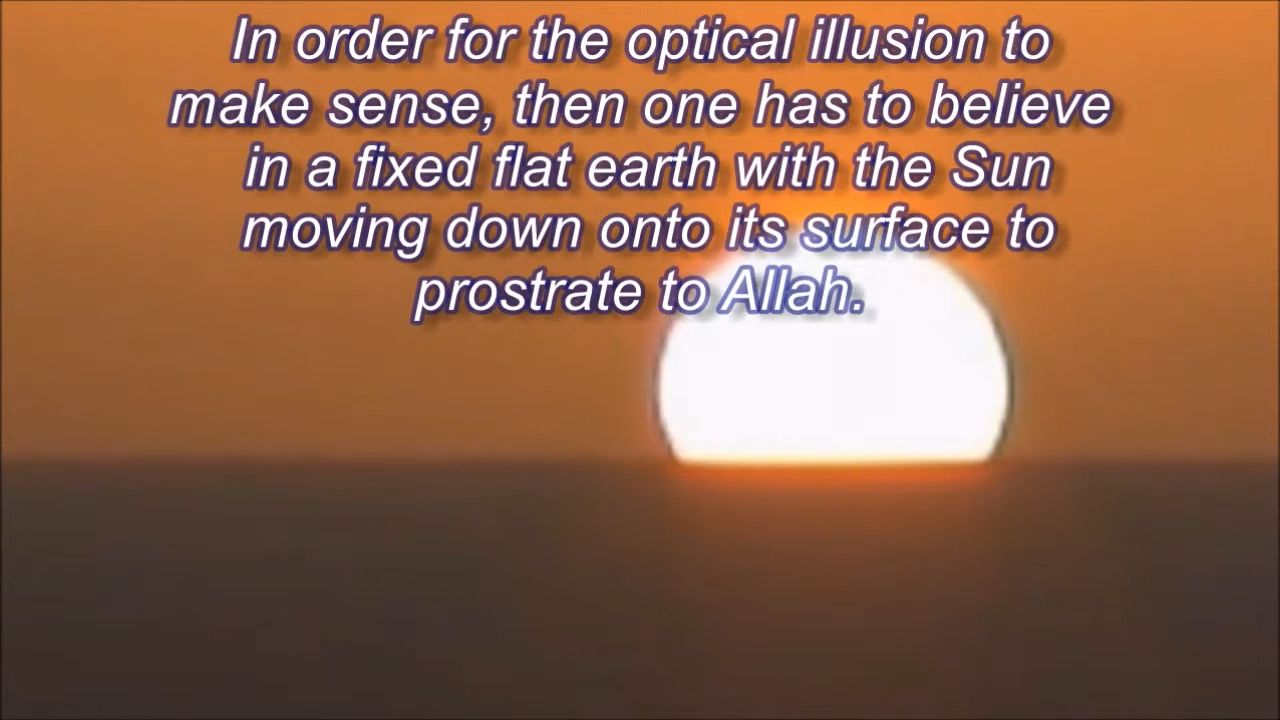 In order for the optical illusion to
make sense, then one has to believe
in a fixed flat earth with the Sun
moving down onto its surface to
prostrate to Allah.